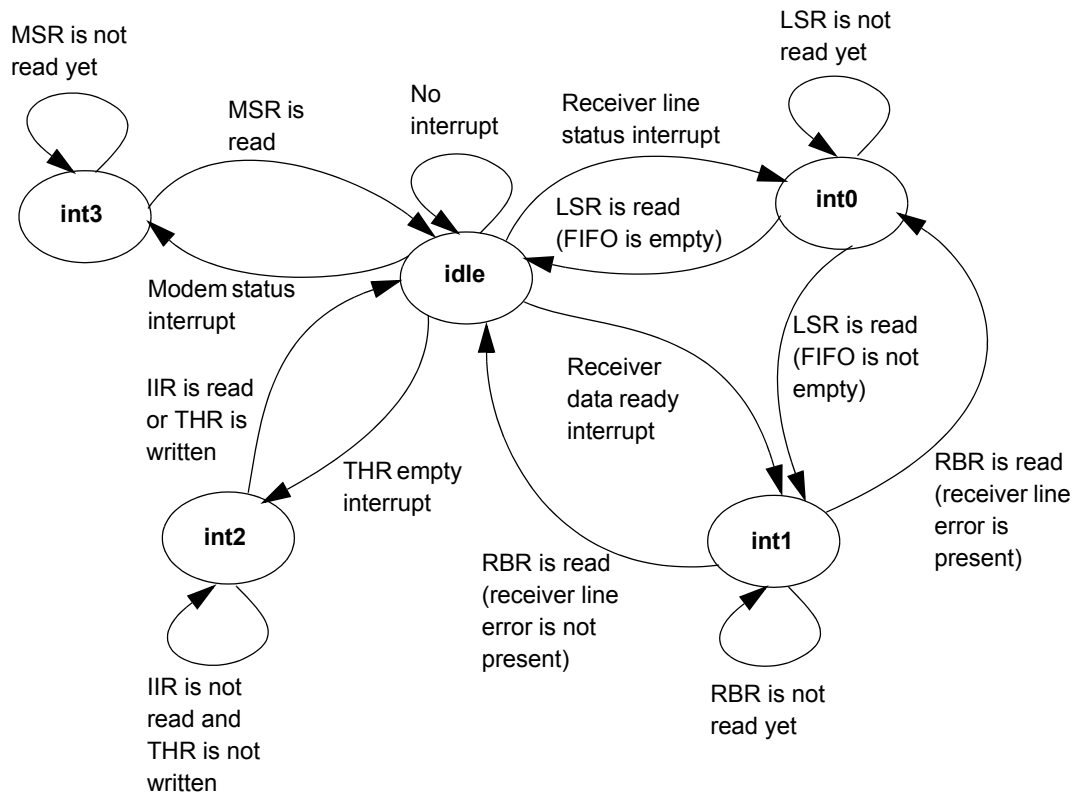 MSR is not
read yet
LSR is not
read yet
No
interrupt
MSR is
read
Receiver line
status interrupt
int3
int0
LSR is read
(FIFO is empty)
idle
Modem status
interrupt
LSR is read
(FIFO is not
empty)
Receiver
data ready
interrupt
IIR is read
or THR is
written
THR empty
interrupt
RBR is read
(receiver line
error is
present)
int2
int1
RBR is read
(receiver line
error is not
present)
IIR is not
read and
THR is not
written
RBR is not
read yet